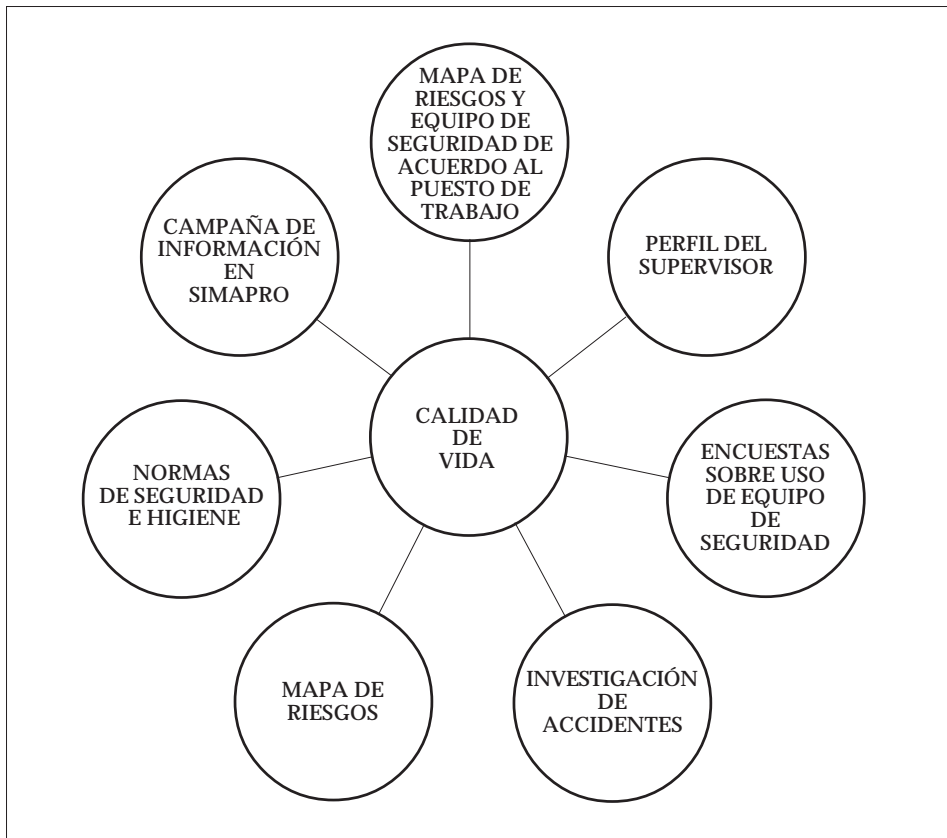 MAPA DE
RIESGOS Y
EQUIPO DE
SEGURIDAD DE
ACUERDO AL
PUESTO DE
TRABAJO
CAMPAÑA DE
INFORMACIÓN
EN
SIMAPRO
PERFIL DEL
SUPERVISOR
CALIDAD
DE
VIDA
NORMAS
DE SEGURIDAD
E HIGIENE
ENCUESTAS
SOBRE USO
DE EQUIPO
DE
SEGURIDAD
MAPA DE
RIESGOS
INVESTIGACIÓN
DE
ACCIDENTES